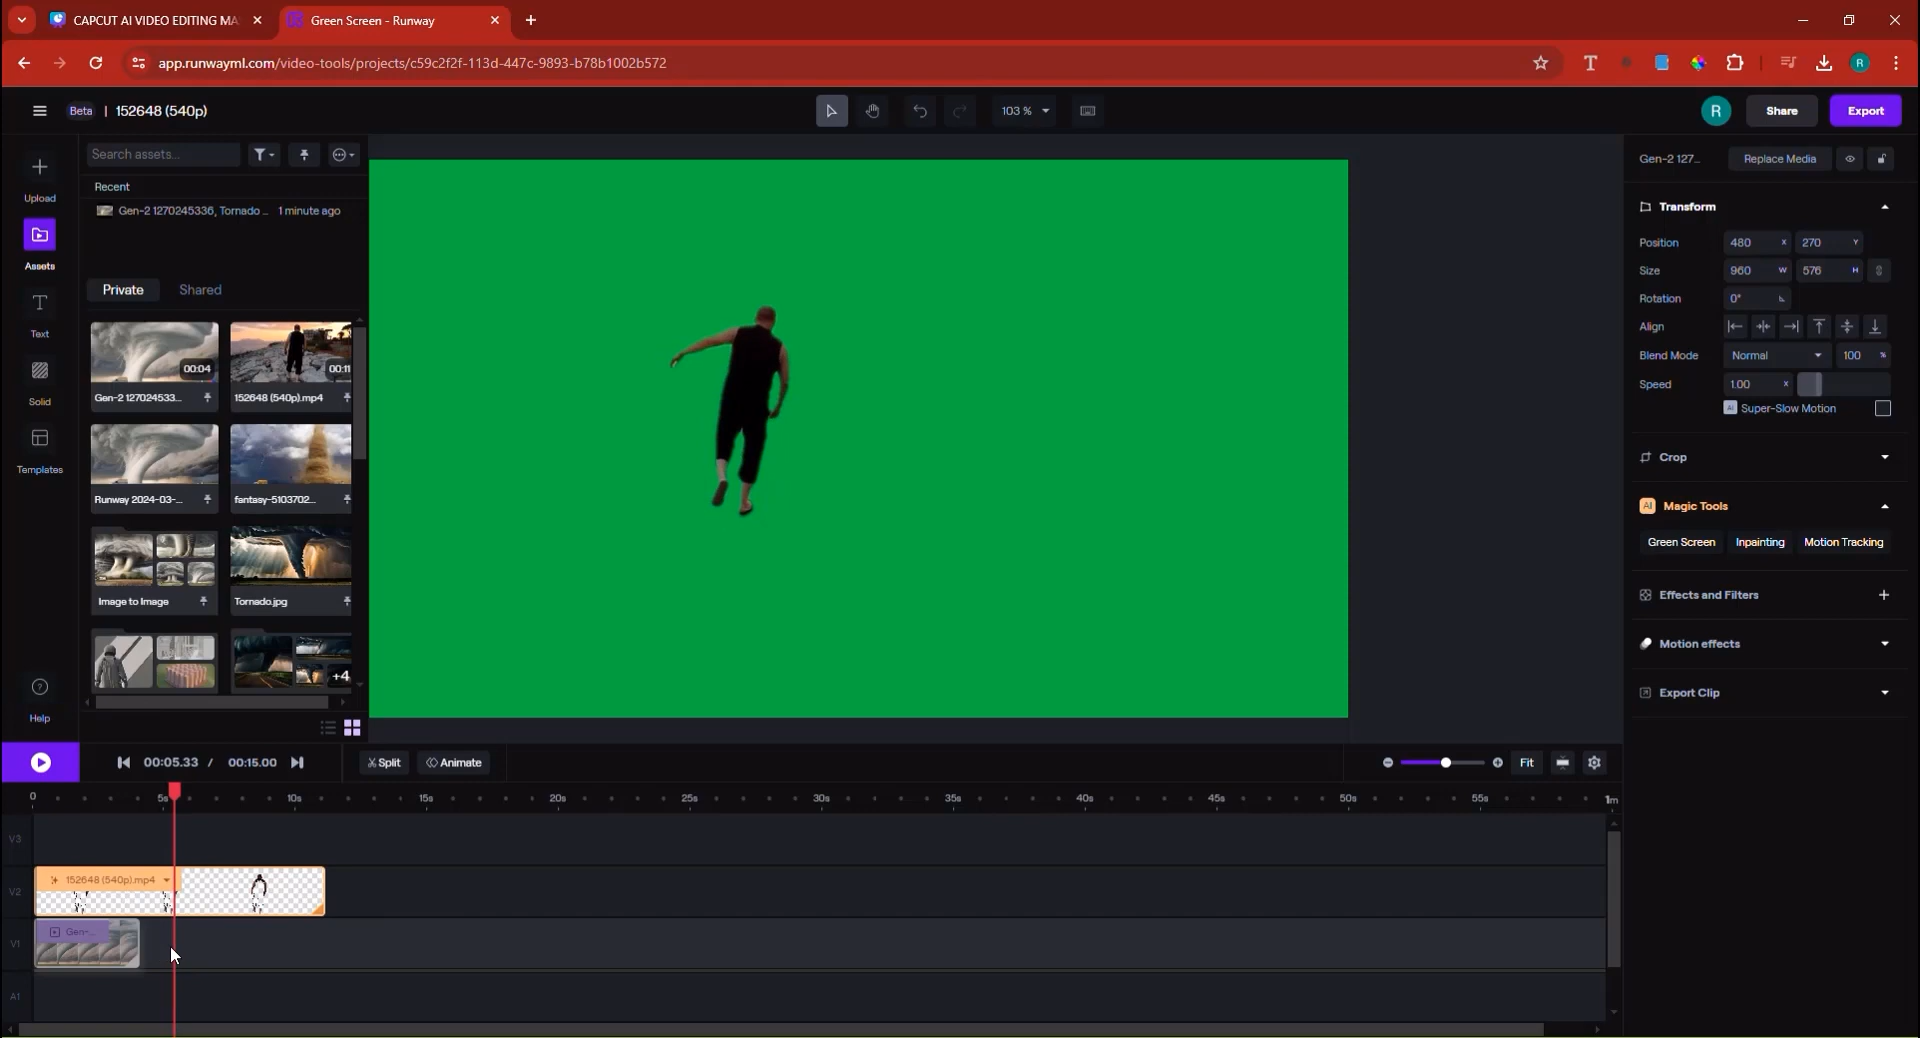 CAPCUT AI VIDEO EDITING MA
Green Screen - Runway
app.runwayml.com/video-tools/projects/c59c2f2f-113d-447c-9893-b78b1002b572
T
R
Beta | 152648 (540p)
103 %
R
Share
Export
Upload
Assets
T
Text
Solid
Templates
Help
Search assets...
Recent
Gen-2 1270245336, Tornado ... 1 minute ago
Private
Shared
00:04
00:11
Gen-2 127024533...
152648 (540p).mp4
Runway 2024-03-...
fantasy-5103702...
Image to Image
Tornado.jpg
+4
Gen-2 127...
Replace Media
Transform
Position
480 X
270 Y
Size
960 W
576 H
Rotation
0°
Align
Blend Mode
Normal
100 %
Speed
1.00 x
AI Super-Slow Motion
Crop
AI Magic Tools
Green Screen
Inpainting
Motion Tracking
Effects and Filters
Motion effects
Export Clip
00:05.33 / 00:15.00
Split
Animate
Fit
0 5s 10s 15s 20s 25s 30s 35s 40s 45s 50s 55s 1m
V3
V2
152648 (540p).mp4
V1
Gen-...
A1